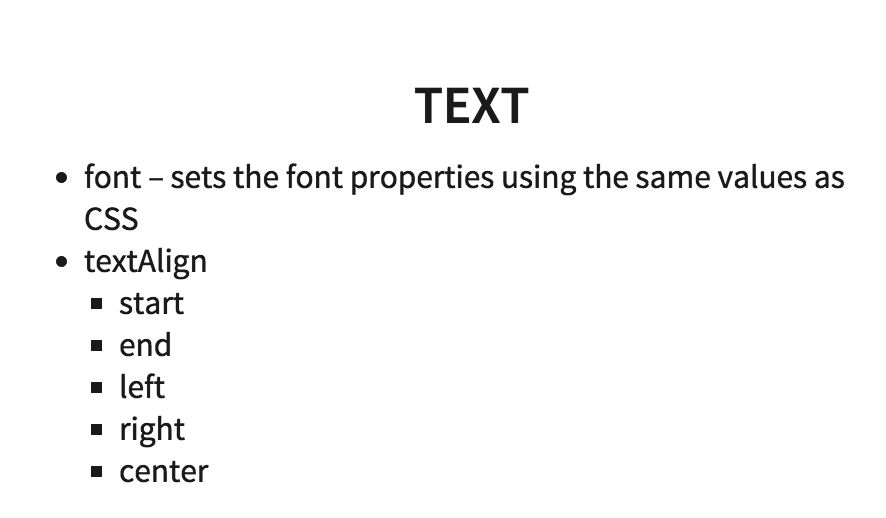 TEXT
• font – sets the font properties using the same values as
CSS
• textAlign
▪ start
▪ end
▪ left
▪ right
▪ center